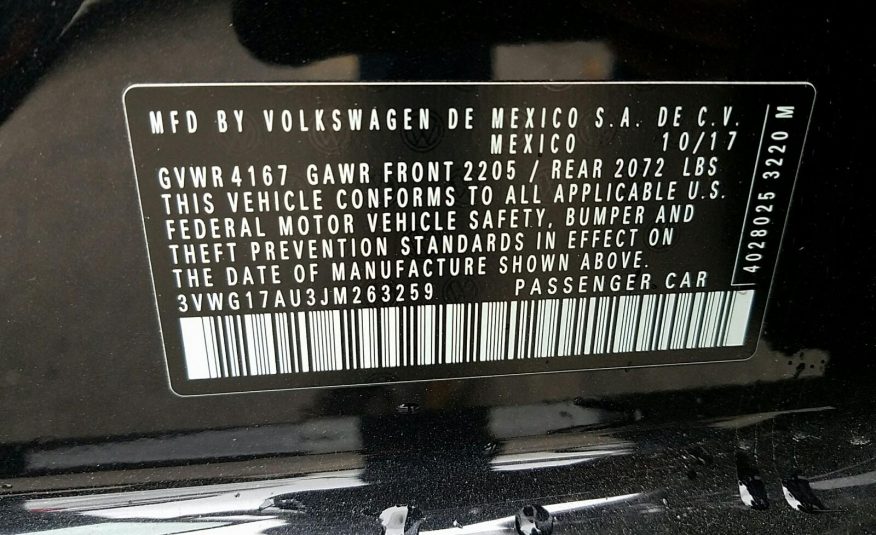 MFD BY VOLKSWAGEN DE MEXICO S.A. DE C.V.
MEXICO 10/17
GVWR 4167 GAWR FRONT 2205 / REAR 2072 LBS
THIS VEHICLE CONFORMS TO ALL APPLICABLE U.S.
FEDERAL MOTOR VEHICLE SAFETY, BUMPER AND
THEFT PREVENTION STANDARDS IN EFFECT ON
THE DATE OF MANUFACTURE SHOWN ABOVE.
3VWG17AU3JM263259 PASSENGER CAR
4028025 3220 M